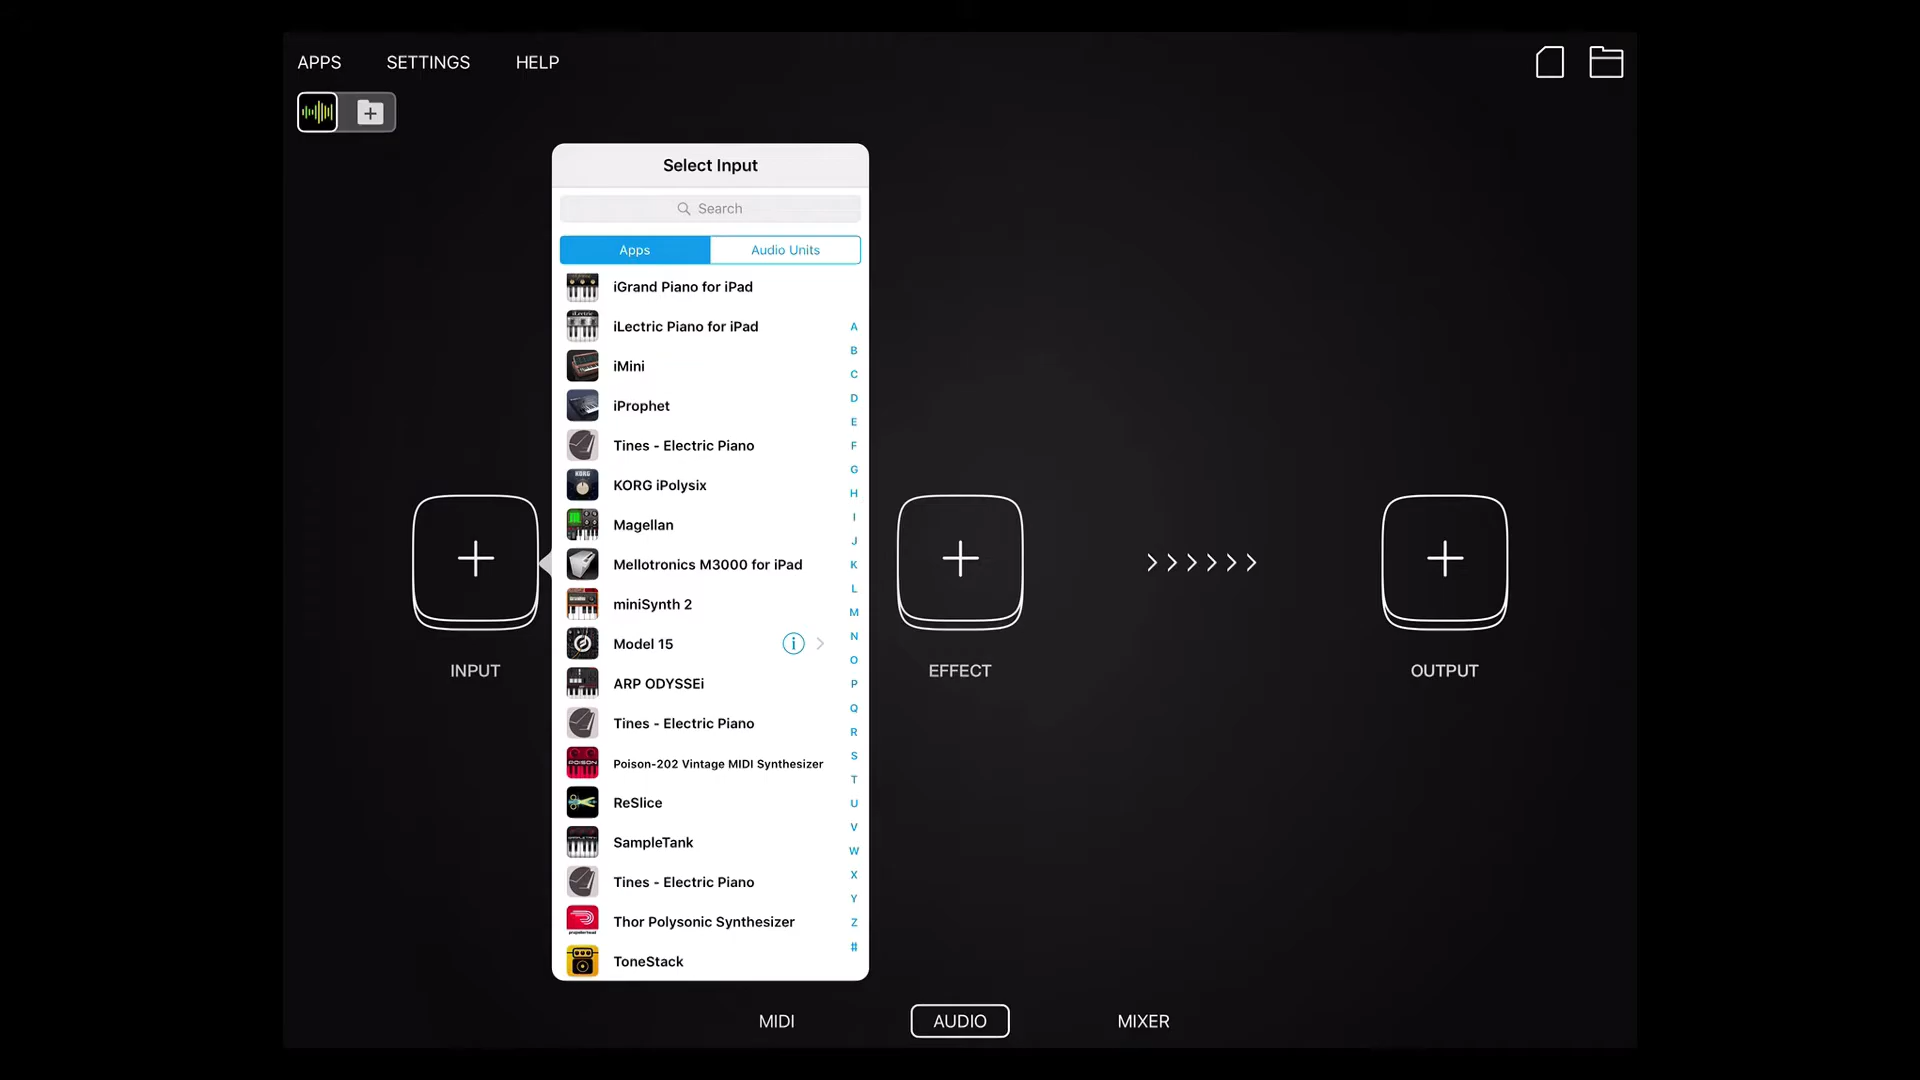 APPS
SETTINGS
HELP
Select Input
Search
Apps
Audio Units
iGrand Piano for iPad
iLectric Piano for iPad
iMini
iProphet
Tines - Electric Piano
KORG iPolysix
Magellan
Mellotronics M3000 for iPad
miniSynth 2
Model 15
ARP ODYSSEi
Tines - Electric Piano
Poison-202 Vintage MIDI Synthesizer
ReSlice
SampleTank
Tines - Electric Piano
Thor Polysonic Synthesizer
ToneStack
A
B
C
D
E
F
G
H
I
J
K
L
M
N
O
P
Q
R
S
T
U
V
W
X
Y
Z
#
KORG
POISON
INPUT
EFFECT
OUTPUT
MIDI
AUDIO
MIXER